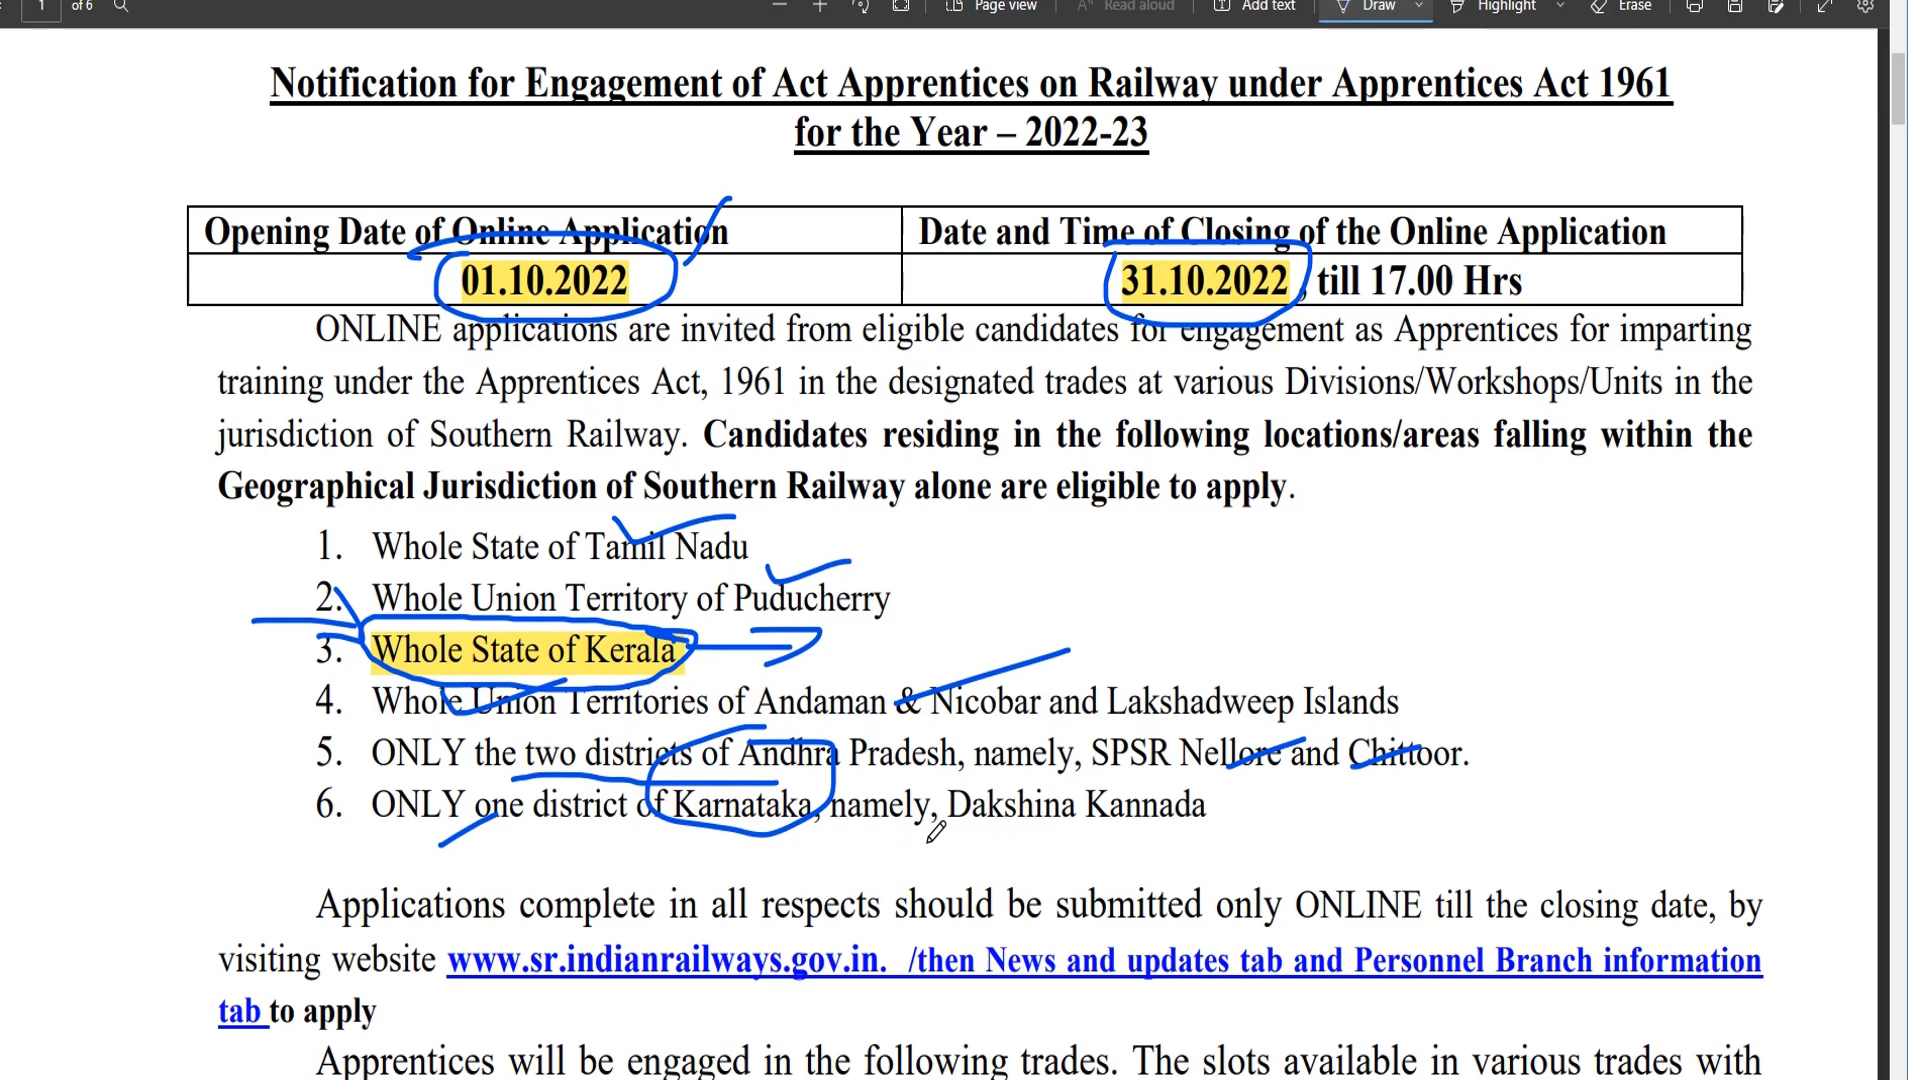 1 of 6 Page view Read aloud Add text Draw Highlight Erase
Notification for Engagement of Act Apprentices on Railway under Apprentices Act 1961
for the Year – 2022-23
Opening Date of Online Application Date and Time of Closing of the Online Application
01.10.2022 31.10.2022, till 17.00 Hrs
ONLINE applications are invited from eligible candidates for engagement as Apprentices for imparting
training under the Apprentices Act, 1961 in the designated trades at various Divisions/Workshops/Units in the
jurisdiction of Southern Railway. Candidates residing in the following locations/areas falling within the
Geographical Jurisdiction of Southern Railway alone are eligible to apply.
1. Whole State of Tamil Nadu
2. Whole Union Territory of Puducherry
3. Whole State of Kerala
4. Whole Union Territories of Andaman & Nicobar and Lakshadweep Islands
5. ONLY the two districts of Andhra Pradesh, namely, SPSR Nellore and Chittoor.
6. ONLY one district of Karnataka, namely, Dakshina Kannada
Applications complete in all respects should be submitted only ONLINE till the closing date, by
visiting website www.sr.indianrailways.gov.in. /then News and updates tab and Personnel Branch information
tab to apply
Apprentices will be engaged in the following trades. The slots available in various trades with